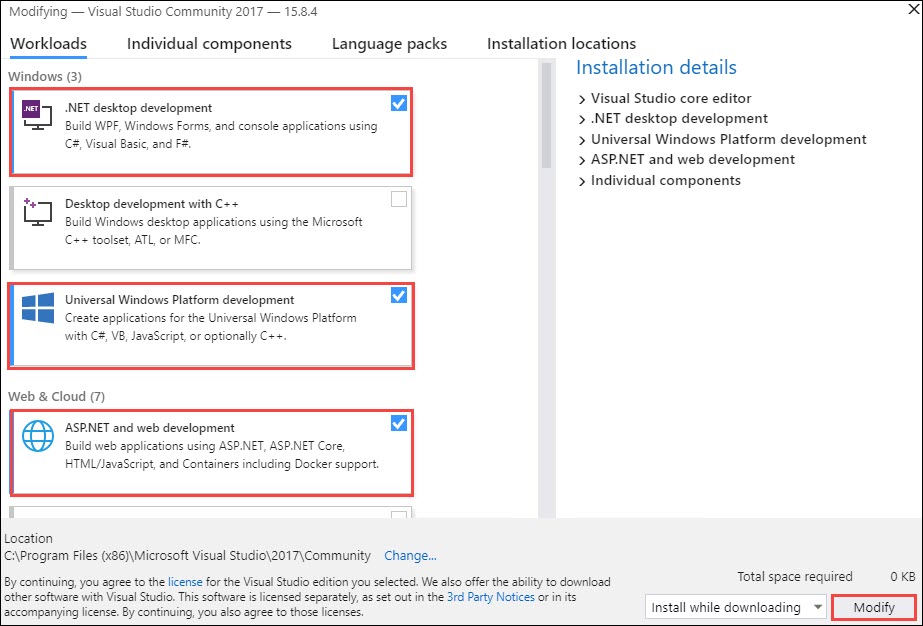 Modifying — Visual Studio Community 2017 — 15.8.4
Workloads
Individual components
Language packs
Installation locations
Windows (3)
.NET
.NET desktop development
Build WPF, Windows Forms, and console applications using
C#, Visual Basic, and F#.
Desktop development with C++
Build Windows desktop applications using the Microsoft
C++ toolset, ATL, or MFC.
Universal Windows Platform development
Create applications for the Universal Windows Platform
with C#, VB, JavaScript, or optionally C++.
Web & Cloud (7)
ASP.NET and web development
Build web applications using ASP.NET, ASP.NET Core,
HTML/JavaScript, and Containers including Docker support.
Installation details
Visual Studio core editor
.NET desktop development
Universal Windows Platform development
ASP.NET and web development
Individual components
Location
C:\Program Files (x86)\Microsoft Visual Studio\2017\Community Change...
By continuing, you agree to the license for the Visual Studio edition you selected. We also offer the ability to download
other software with Visual Studio. This software is licensed separately, as set out in the 3rd Party Notices or in its
accompanying license. By continuing, you also agree to those licenses.
Total space required 0 KB
Install while downloading
Modify